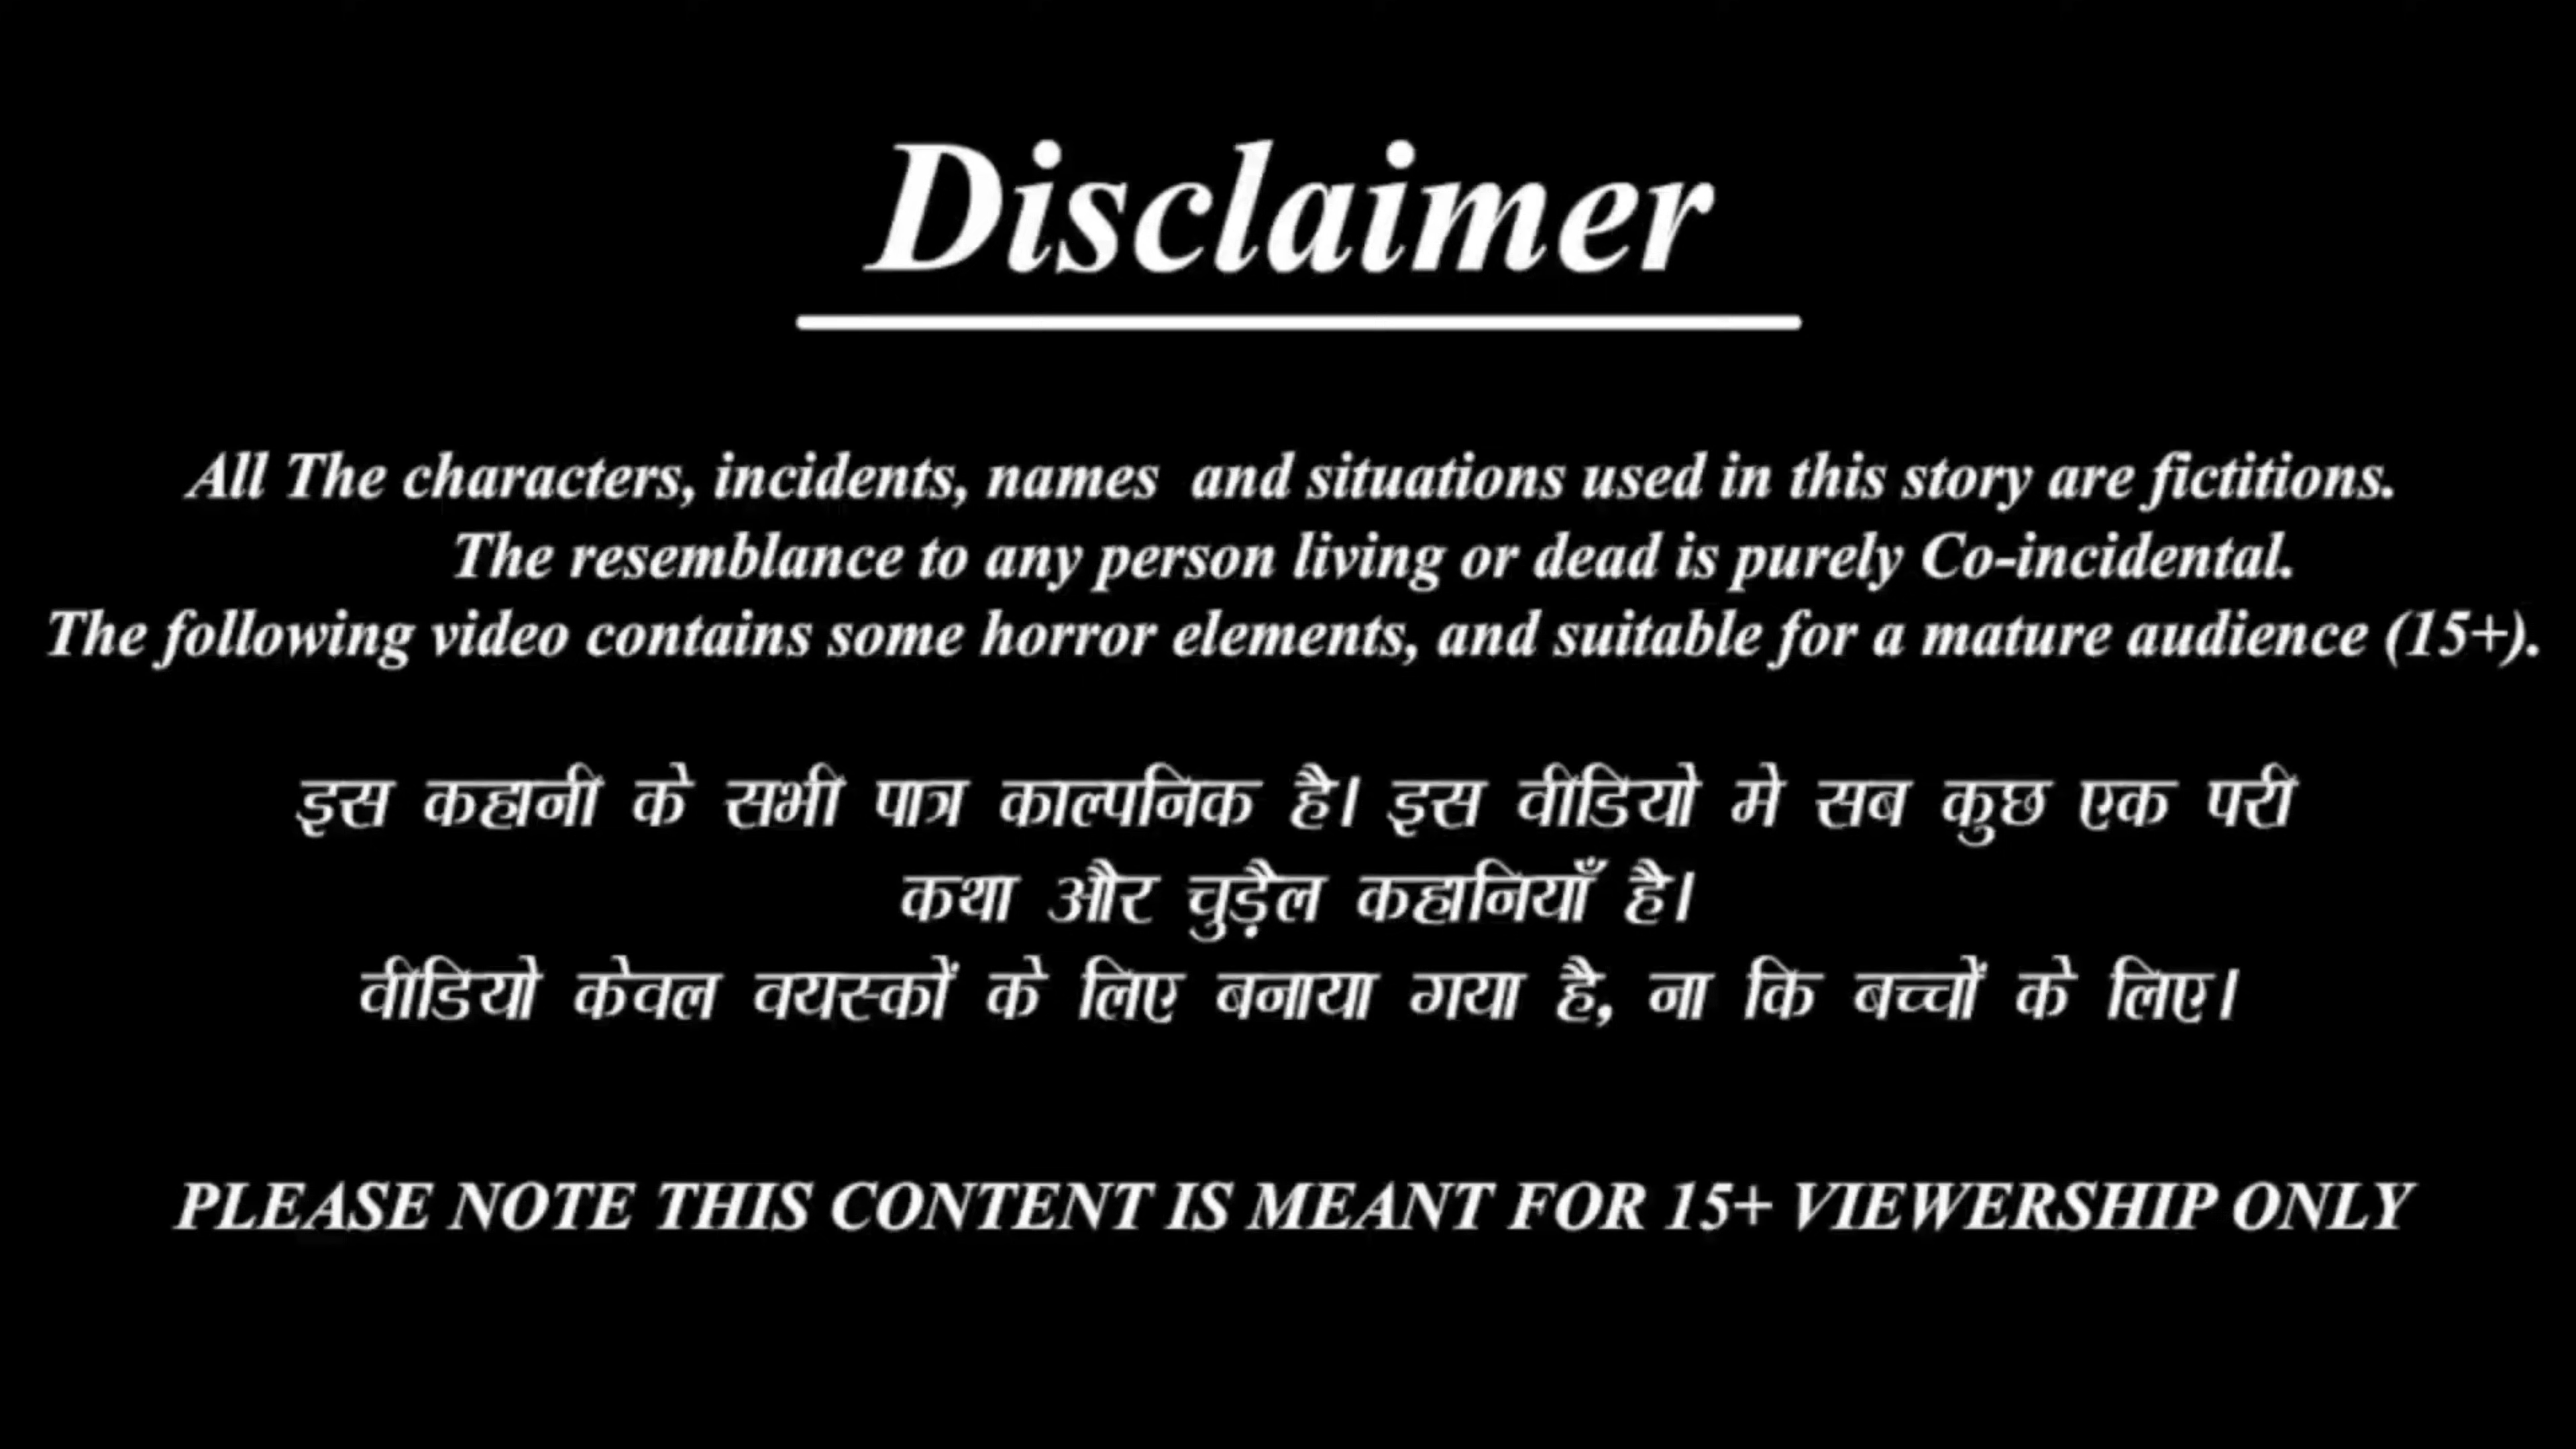 Disclaimer
All The characters, incidents, names and situations used in this story are fictitions.
The resemblance to any person living or dead is purely Co-incidental.
The following video contains some horror elements, and suitable for a mature audience (15+).
इस कहानी के सभी पात्र काल्पनिक है। इस वीडियो मे सब कुछ एक परी
कथा और चुड़ैल कहानियाँ है।
वीडियो केवल वयस्कों के लिए बनाया गया है, ना कि बच्चों के लिए।
PLEASE NOTE THIS CONTENT IS MEANT FOR 15+ VIEWERSHIP ONLY